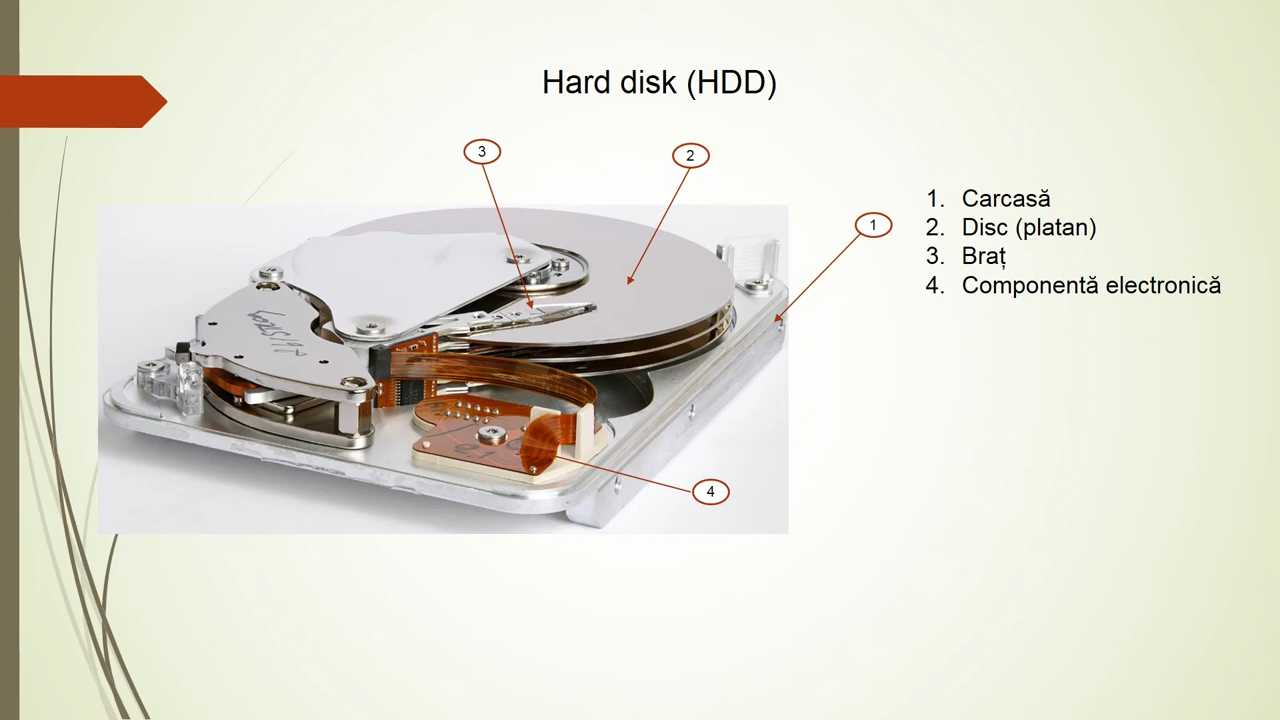 Hard disk (HDD)
3
2
1
1. Carcasă
2. Disc (platan)
3. Braț
4. Componentă electronică
4